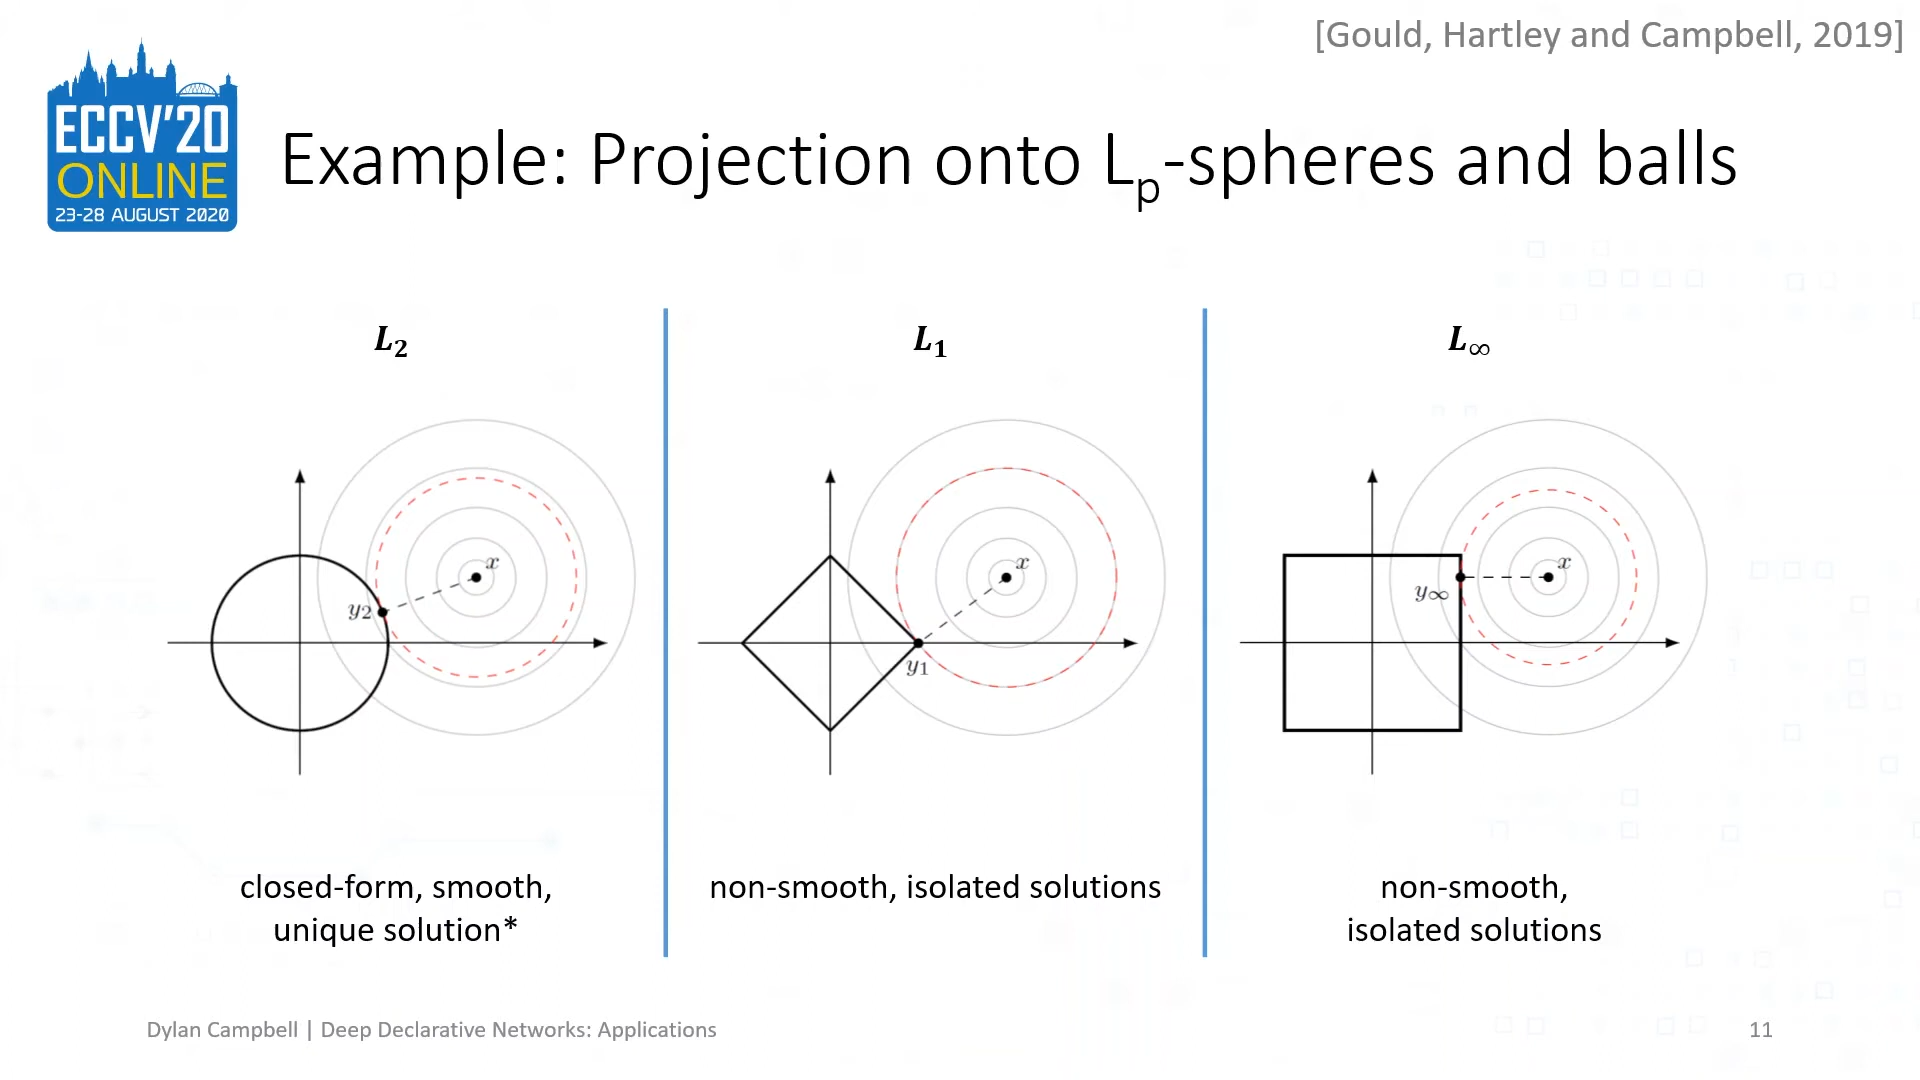 [Gould, Hartley and Campbell, 2019]
ECCV'20
ONLINE
23-28 AUGUST 2020
Example: Projection onto Lp-spheres and balls
L2
L1
L∞
x
y2
x
y1
x
y∞
closed-form, smooth,
unique solution*
non-smooth, isolated solutions
non-smooth,
isolated solutions
Dylan Campbell | Deep Declarative Networks: Applications
11